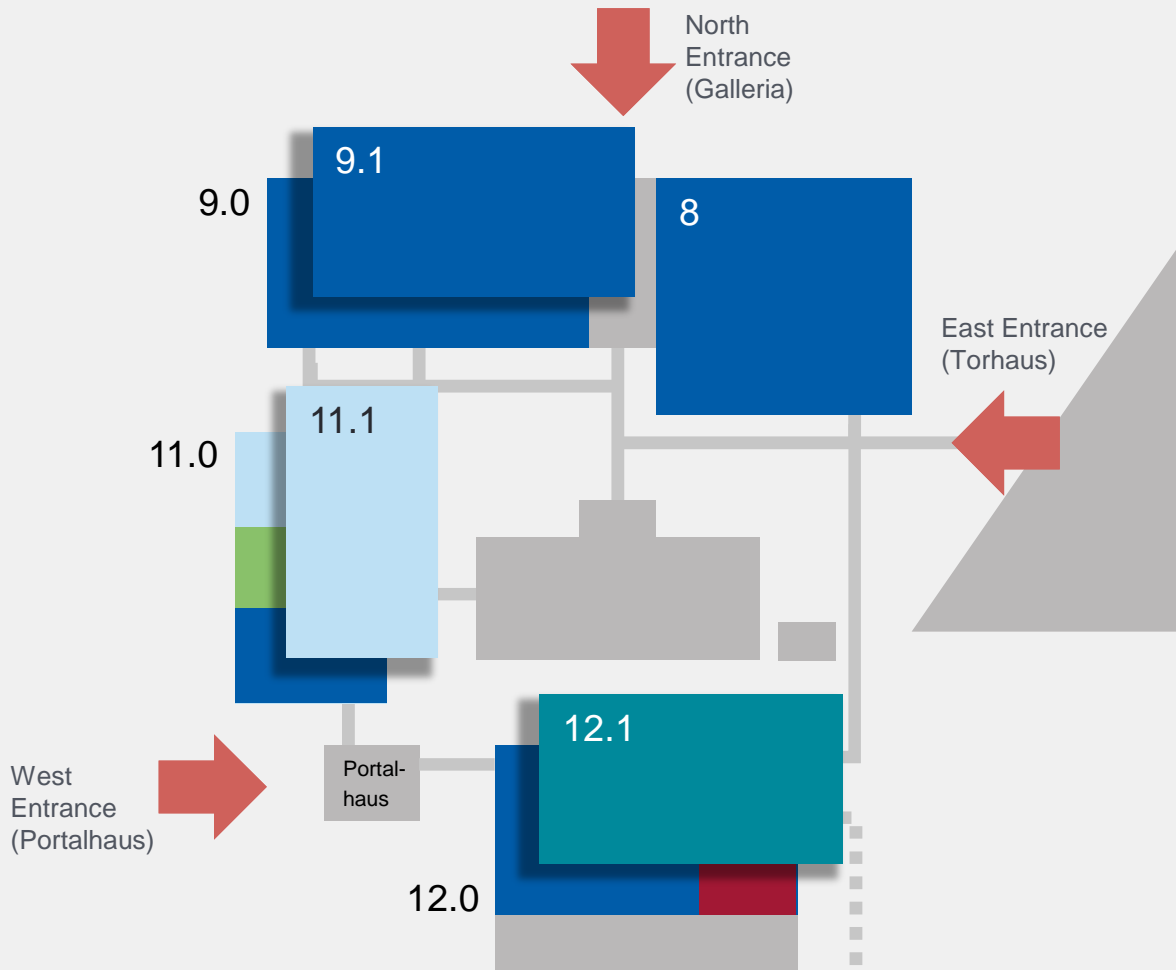 North
Entrance
(Galleria)
9.1
9.0
8
East Entrance
(Torhaus)
11.1
11.0
12.1
Portal-
haus
West
Entrance
(Portalhaus)
12.0